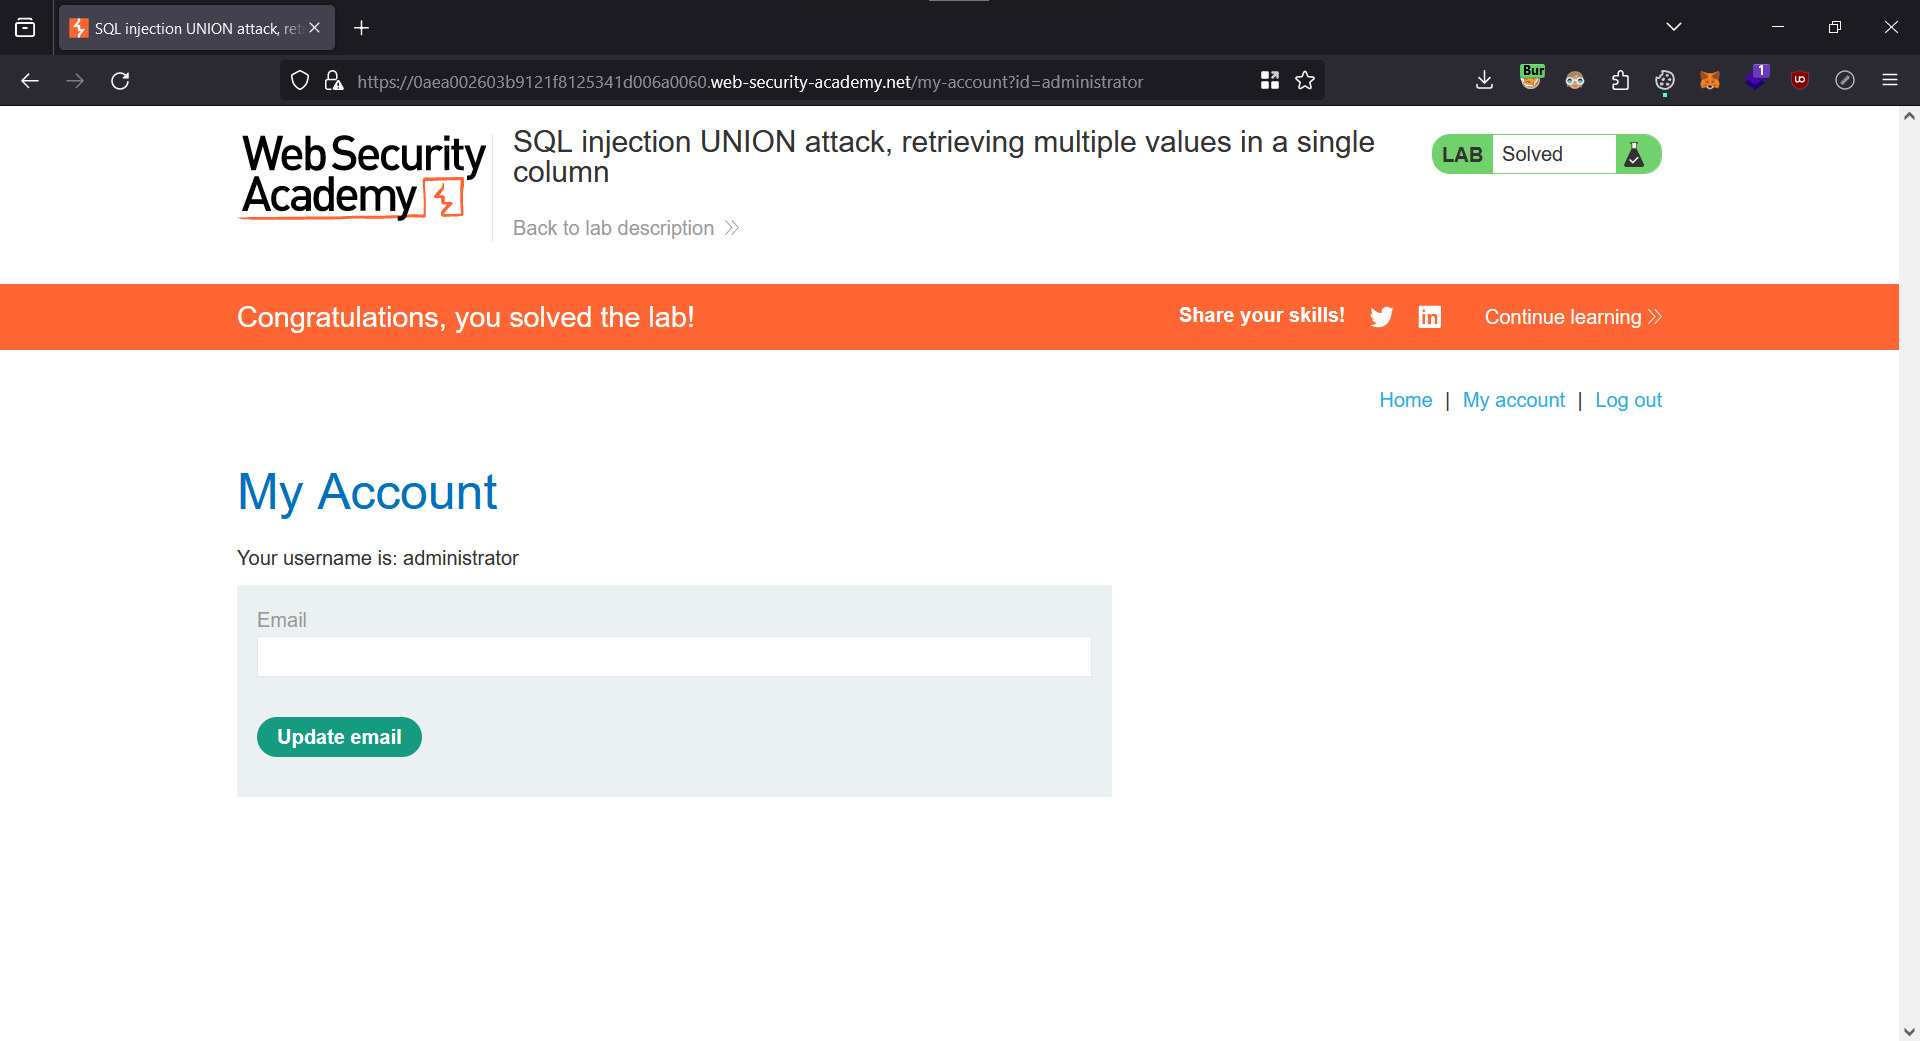 SQL injection UNION attack, ret
https://0aea002603b9121f8125341d006a0060.web-security-academy.net/my-account?id=administrator
Bur
1
Web Security
Academy
SQL injection UNION attack, retrieving multiple values in a single
column
Back to lab description
LAB Solved
Congratulations, you solved the lab!
Share your skills!
in
Continue learning
Home | My account | Log out
My Account
Your username is: administrator
Email
Update email